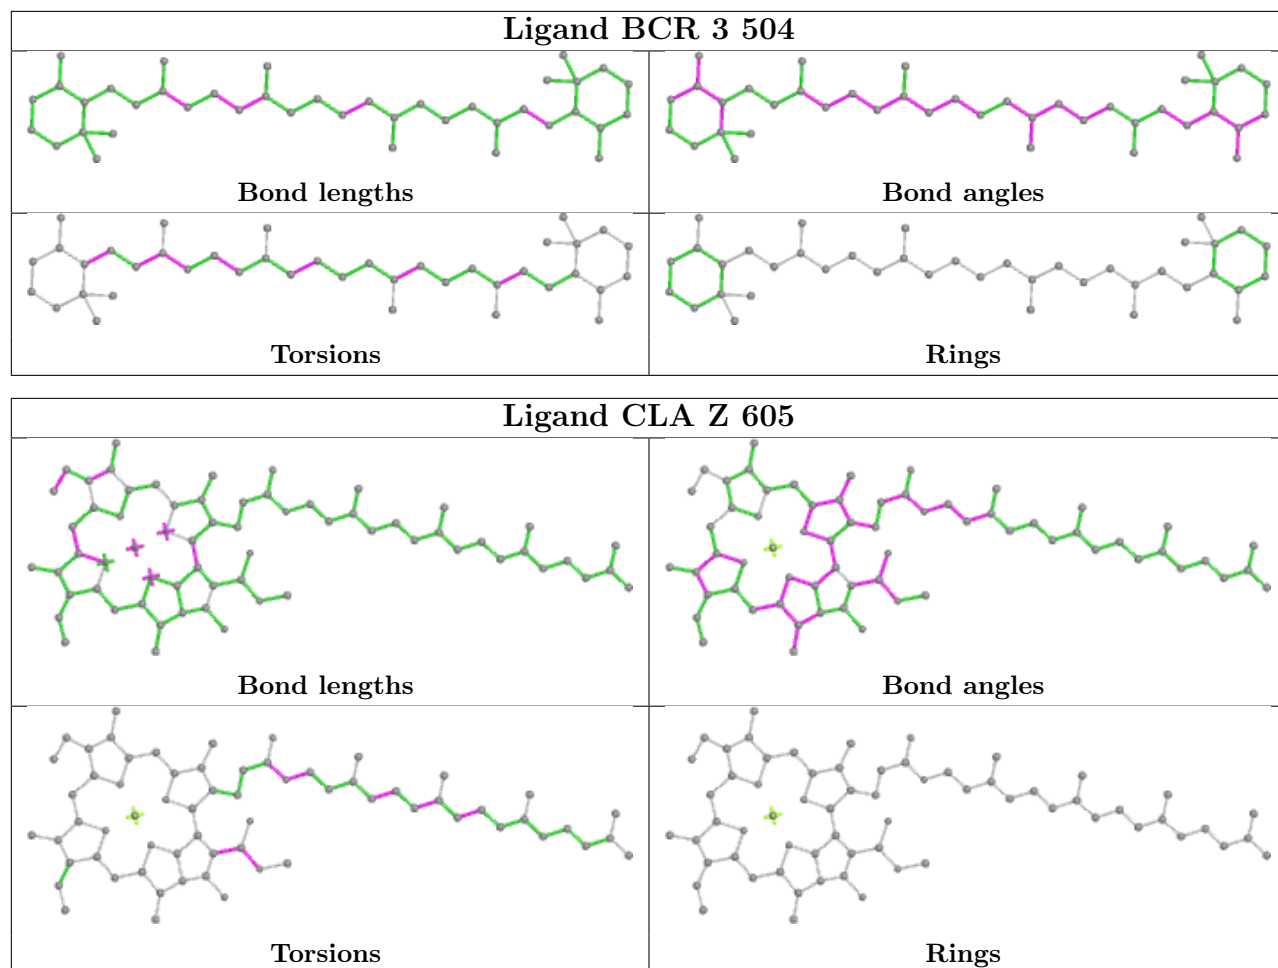 Ligand BCR 3 504
Bond lengths
Bond angles
Torsions
Rings
Ligand CLA Z 605
Bond lengths
Bond angles
Torsions
Rings